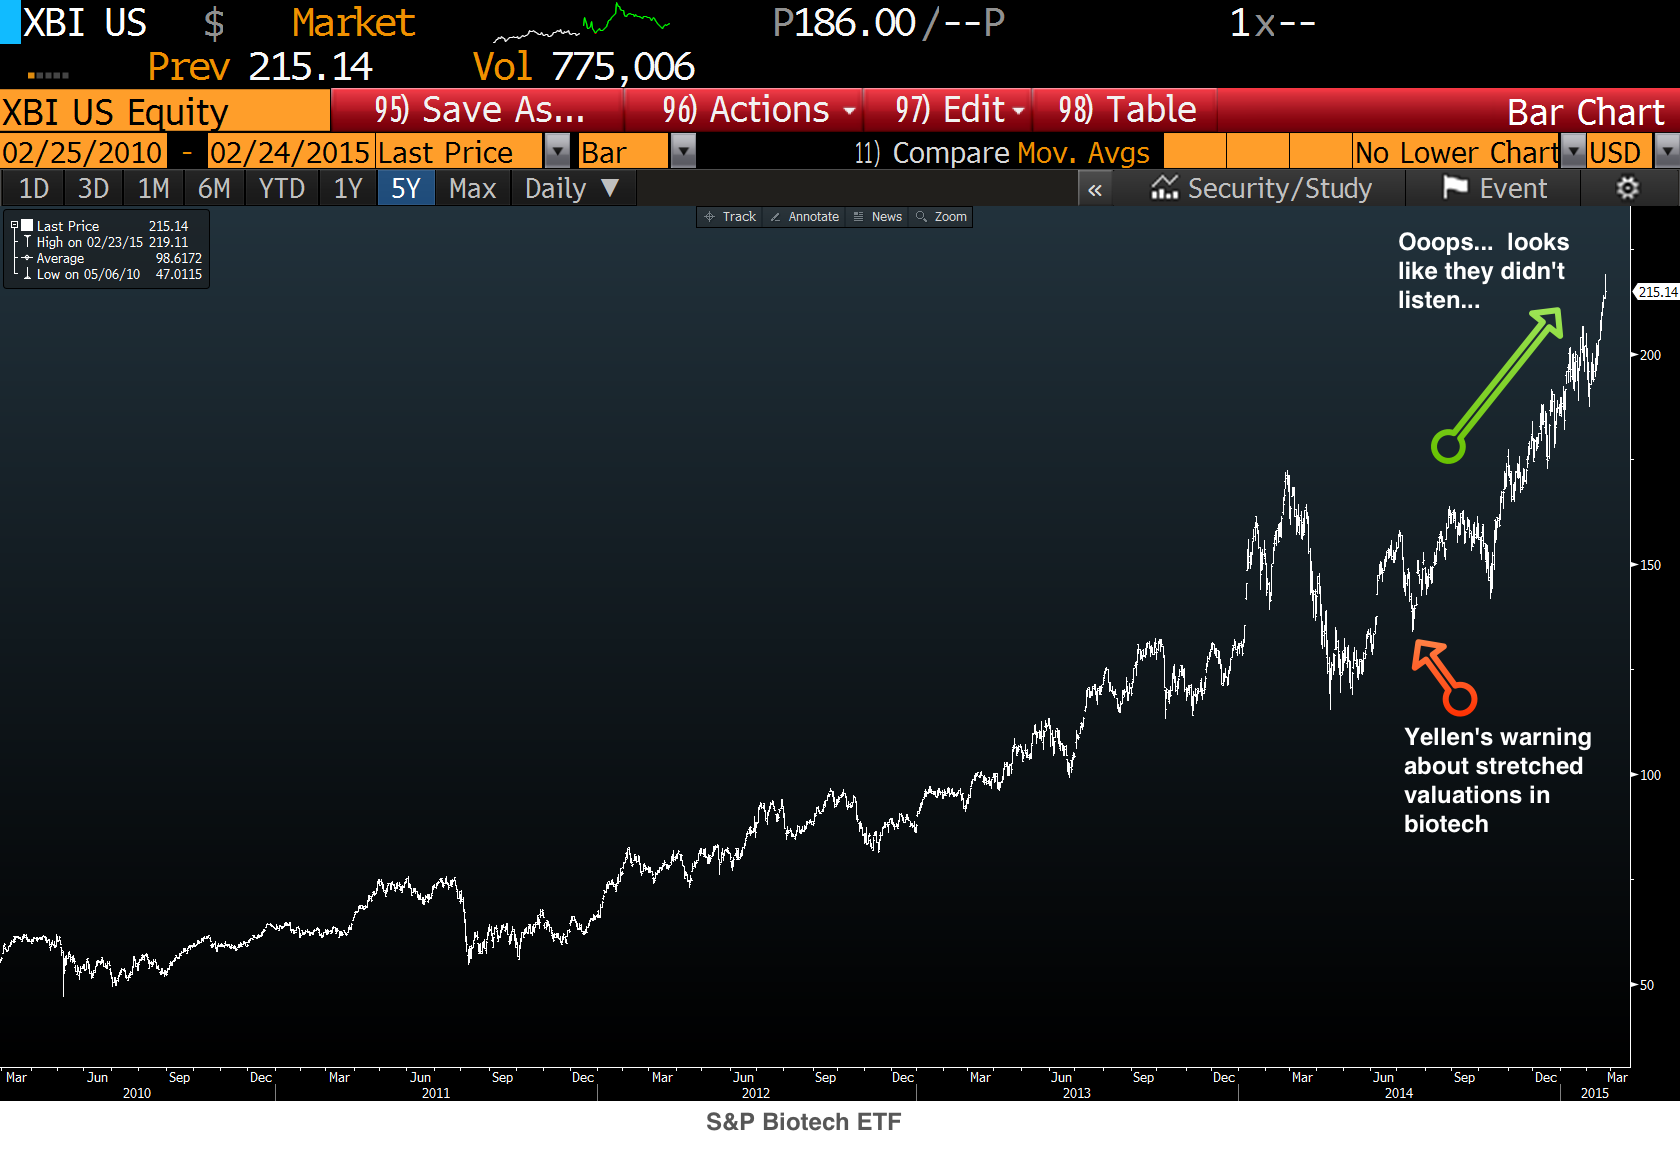 XBI US $ Market P186.00/--P 1x--
Prev 215.14 Vol 775,006
XBI US Equity 95) Save As... 96) Actions 97) Edit 98) Table Bar Chart
02/25/2010 - 02/24/2015 Last Price Bar 11) Compare Mov. Avgs No Lower Chart USD
1D 3D 1M 6M YTD 1Y 5Y Max Daily ▼ « Security/Study Event
Track Annotate News Zoom
Last Price 215.14
High on 02/23/15 219.11
Average 98.6172
Low on 05/06/10 47.0115
Ooops... looks
like they didn't
listen...
215.14
200
150
Yellen's warning
about stretched
valuations in
biotech
100
50
Mar Jun Sep Dec Mar Jun Sep Dec Mar Jun Sep Dec Mar Jun Sep Dec Mar Jun Sep Dec Mar
2010 2011 2012 2013 2014 2015
S&P Biotech ETF